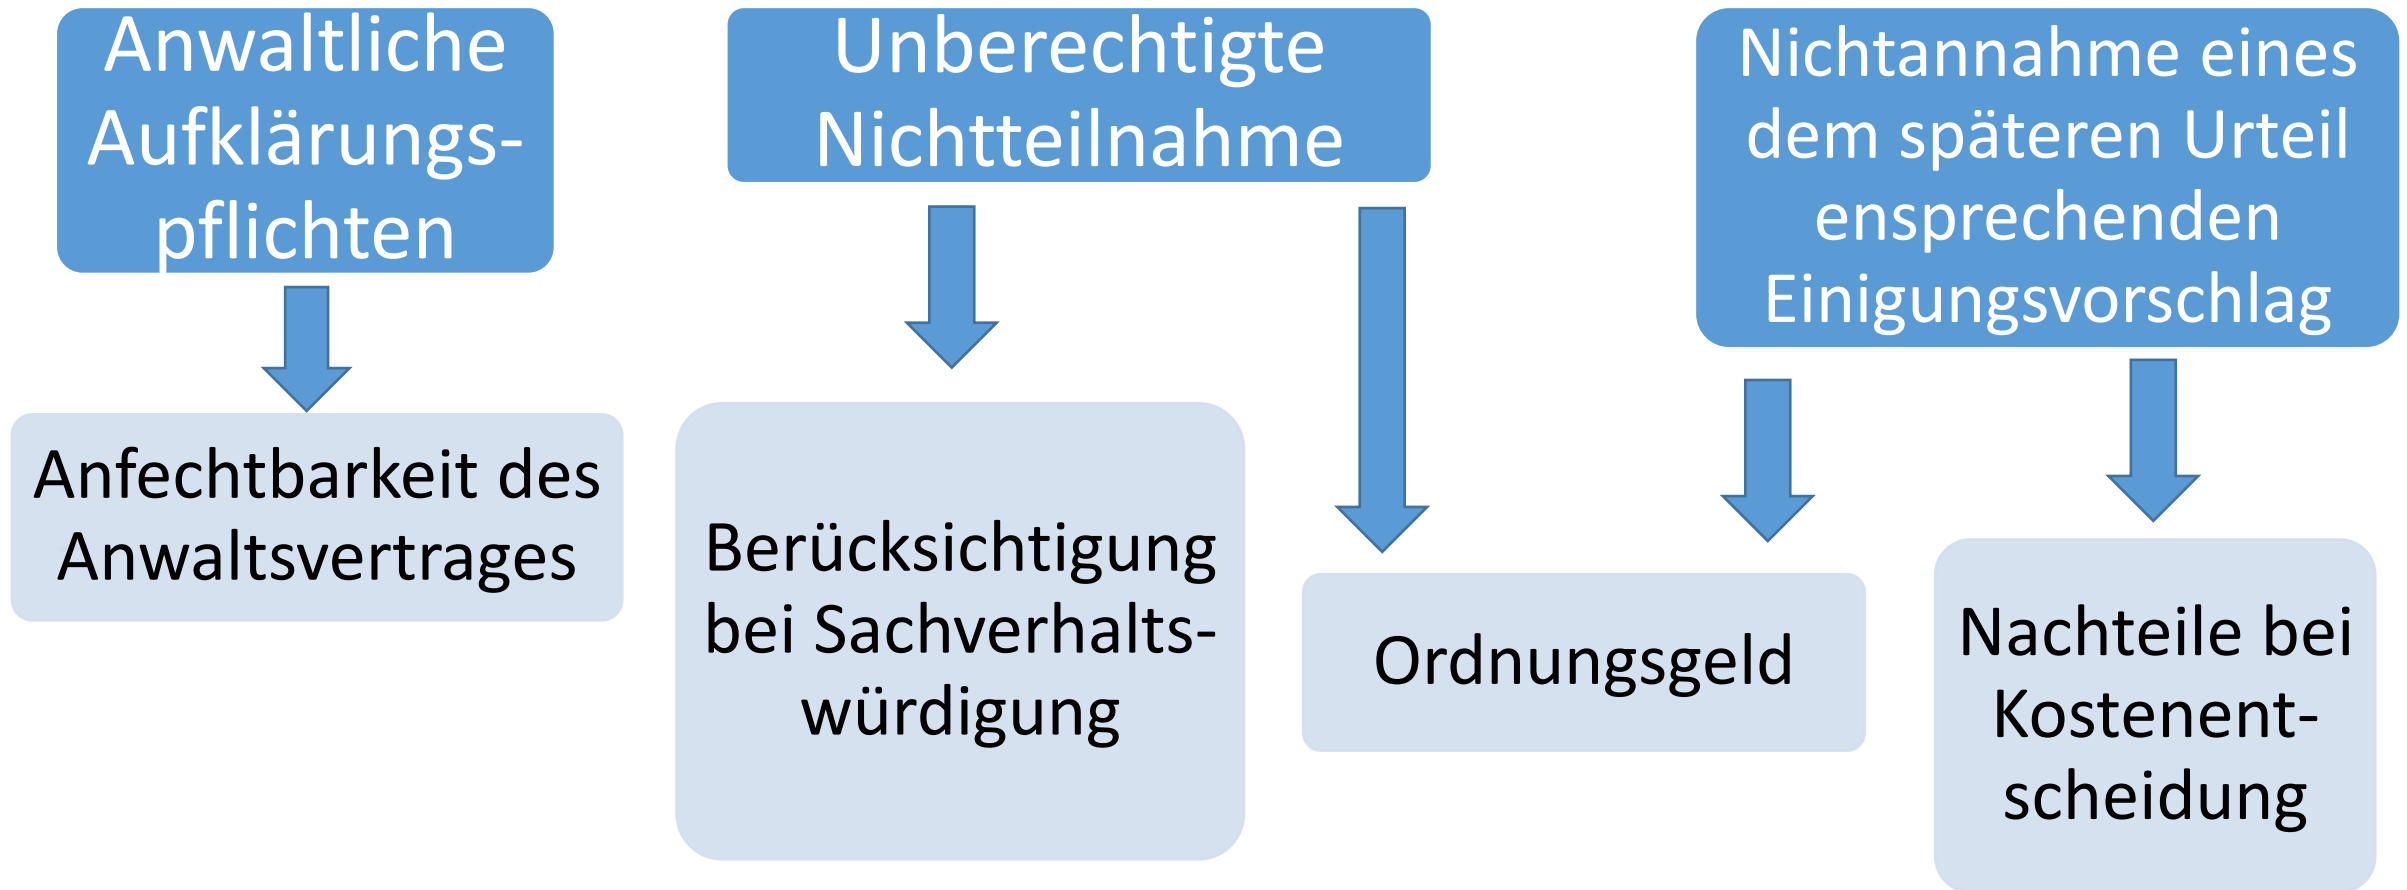 Anwaltliche
Aufklärungs-
pflichten
Unberechtigte
Nichtteilnahme
Nichtannahme eines
dem späteren Urteil
ensprechenden
Einigungsvorschlag
Anfechtbarkeit des
Anwaltsvertrages
Berücksichtigung
bei Sachverhalts-
würdigung
Ordnungsgeld
Nachteile bei
Kostenent-
scheidung